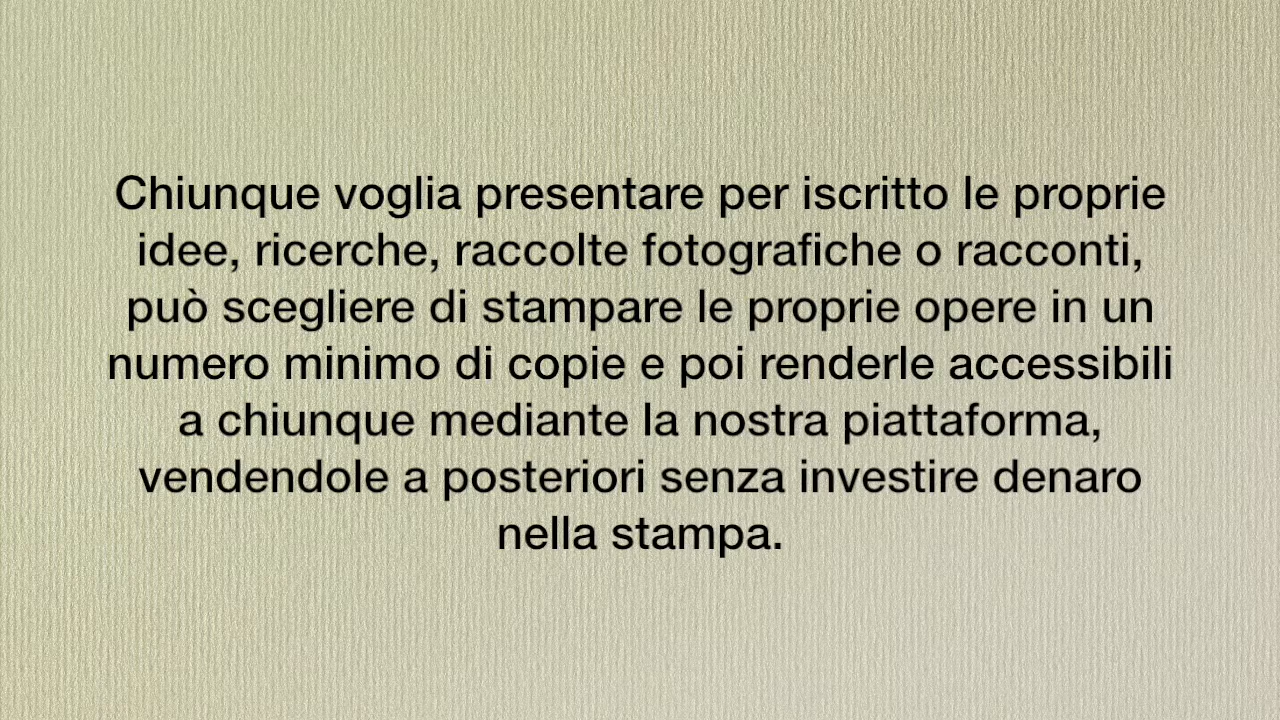 Chiunque voglia presentare per iscritto le proprie
idee, ricerche, raccolte fotografiche o racconti,
può scegliere di stampare le proprie opere in un
numero minimo di copie e poi renderle accessibili
a chiunque mediante la nostra piattaforma,
vendendole a posteriori senza investire denaro
nella stampa.